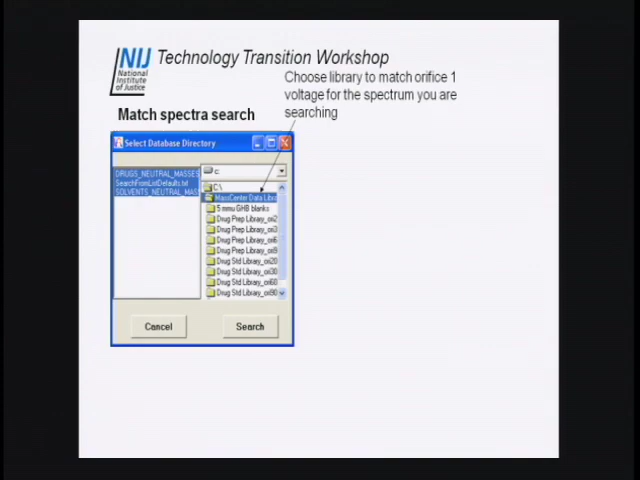 NIJ
National
Institute
of Justice
Technology Transition Workshop
Choose library to match orifice 1
voltage for the spectrum you are
searching
Match spectra search
Select Database Directory
DRUGS_NEUTRAL_MASSES
SearchFromListDefaults.txt
SOLVENTS_NEUTRAL_MAS
c:
C:\
MassCenter Data Libra
5 mmu GHB blanks
Drug Prep Library_ori2
Drug Prep Library_ori3
Drug Prep Library_ori6
Drug Prep Library_ori9
Drug Std Library_ori20
Drug Std Library_ori30
Drug Std Library_ori60
Drug Std Library_ori90
Cancel
Search